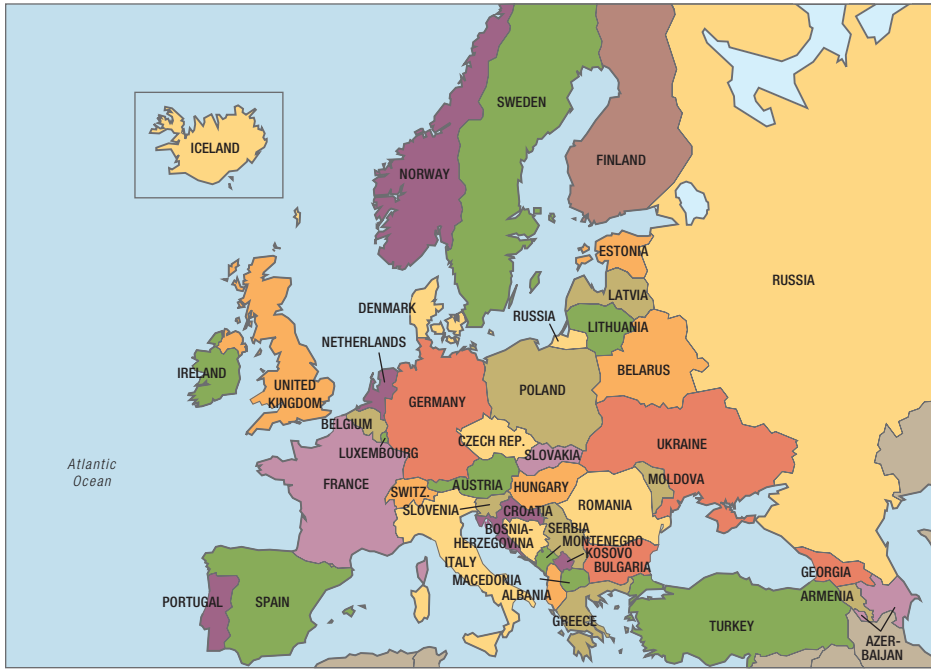 SWEDEN
ICELAND
FINLAND
NORWAY
ESTONIA
RUSSIA
LATVIA
DENMARK
RUSSIA
LITHUANIA
NETHERLANDS
IRELAND
BELARUS
UNITED
KINGDOM
POLAND
GERMANY
BELGIUM
CZECH REP.
UKRAINE
LUXEMBOURG
SLOVAKIA
Atlantic
Ocean
FRANCE
MOLDOVA
AUSTRIA
SWITZ.
HUNGARY
ROMANIA
SLOVENIA
CROATIA
BOSNIA-
HERZEGOVINA
SERBIA
MONTENEGRO
KOSOVO
ITALY
BULGARIA
GEORGIA
MACEDONIA
ALBANIA
ARMENIA
PORTUGAL
SPAIN
GREECE
TURKEY
AZER-
BAIJAN